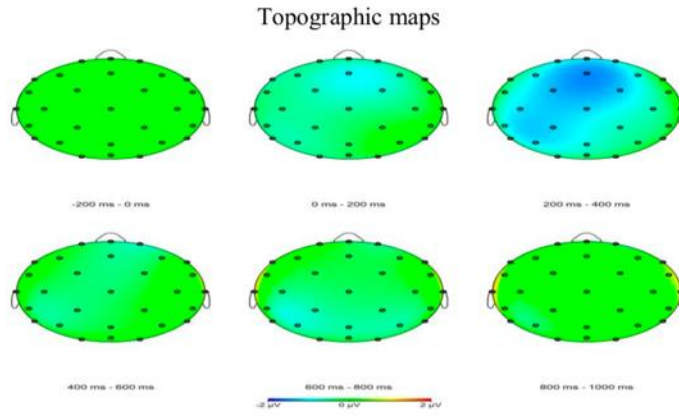 Topographic maps
-200 ms - 0 ms
0 ms - 200 ms
200 ms - 400 ms
400 ms - 600 ms
600 ms - 800 ms
800 ms - 1000 ms
-2 µV
0 µV
2 µV